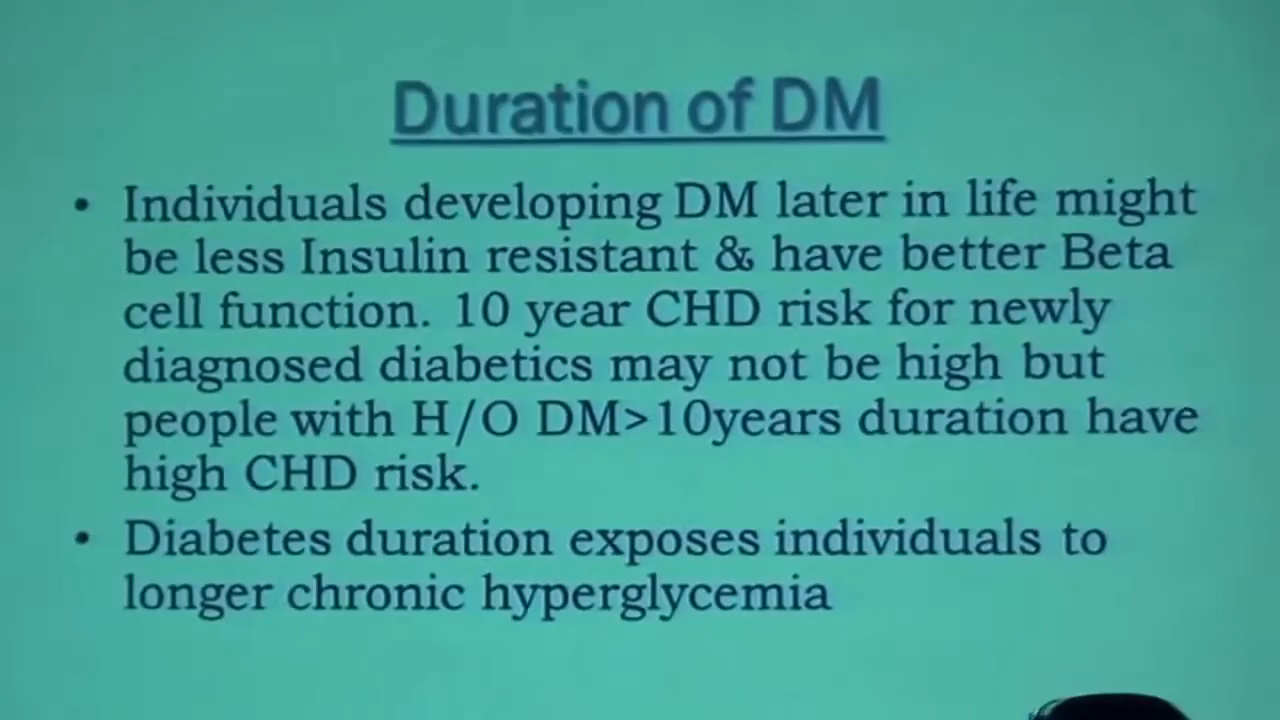 Duration of DM
• Individuals developing DM later in life might
be less Insulin resistant & have better Beta
cell function. 10 year CHD risk for newly
diagnosed diabetics may not be high but
people with H/O DM>10years duration have
high CHD risk.
• Diabetes duration exposes individuals to
longer chronic hyperglycemia